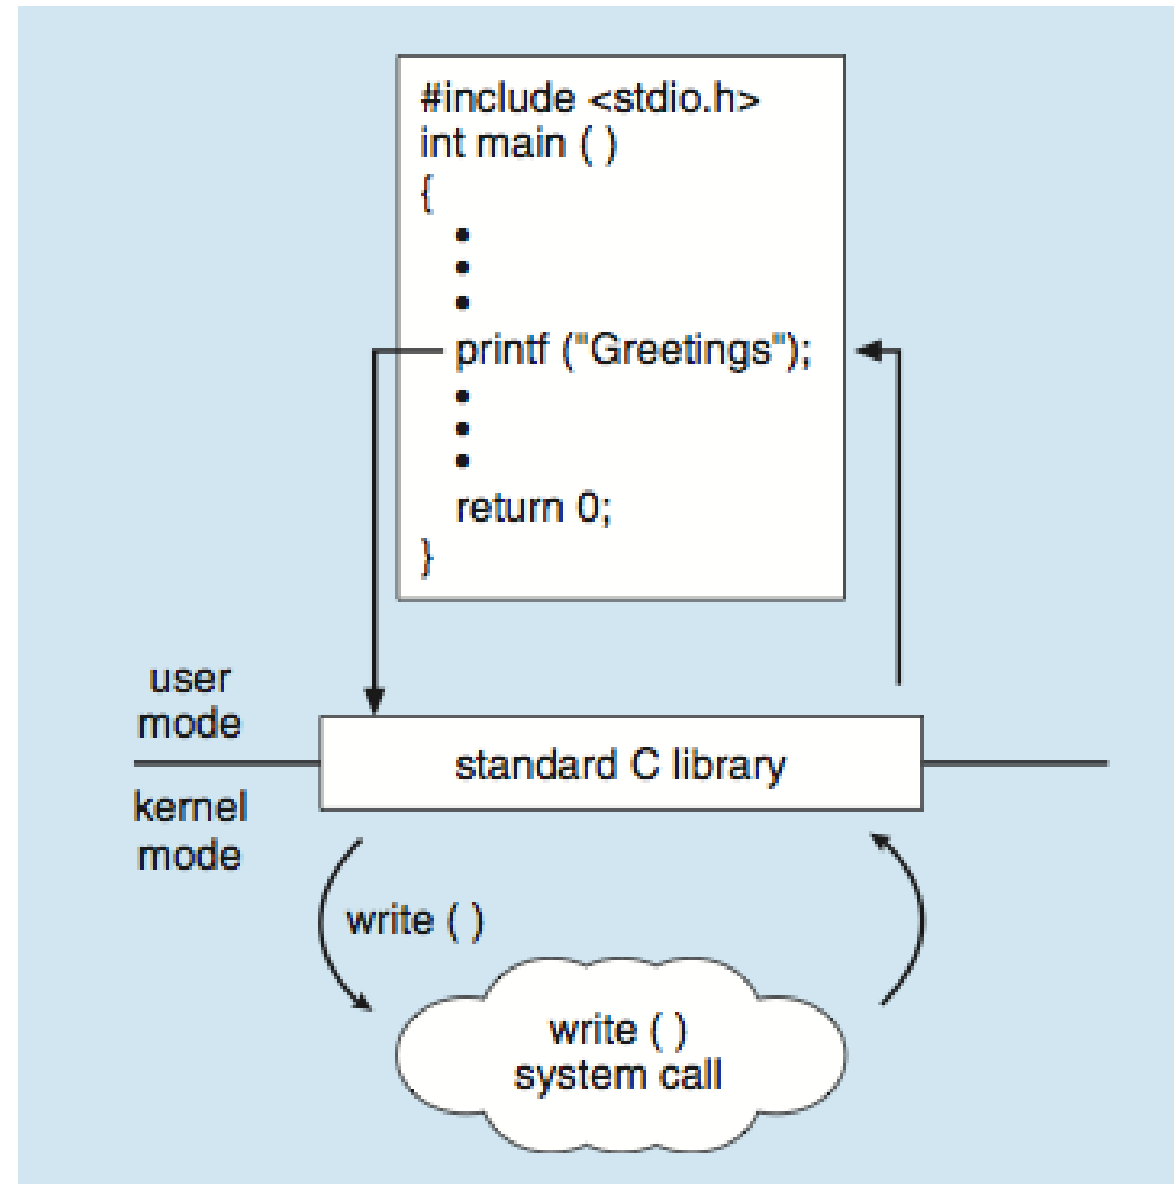 #include <stdio.h>
int main ( )
{
•
•
•
printf ("Greetings");
•
•
•
return 0;
}
user
mode
standard C library
kernel
mode
write ( )
write ( )
system call